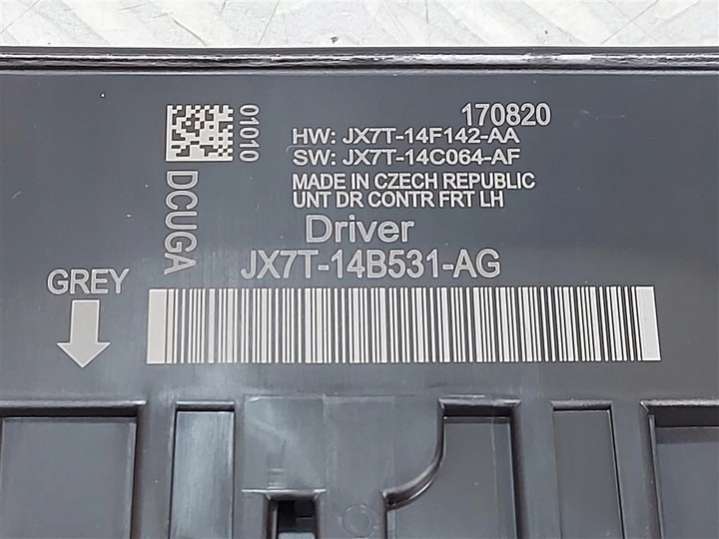 170820
01010
HW: JX7T-14F142-AA
SW: JX7T-14C064-AF
MADE IN CZECH REPUBLIC
UNT DR CONTR FRT LH
DCUGA
Driver
JX7T-14B531-AG
GREY